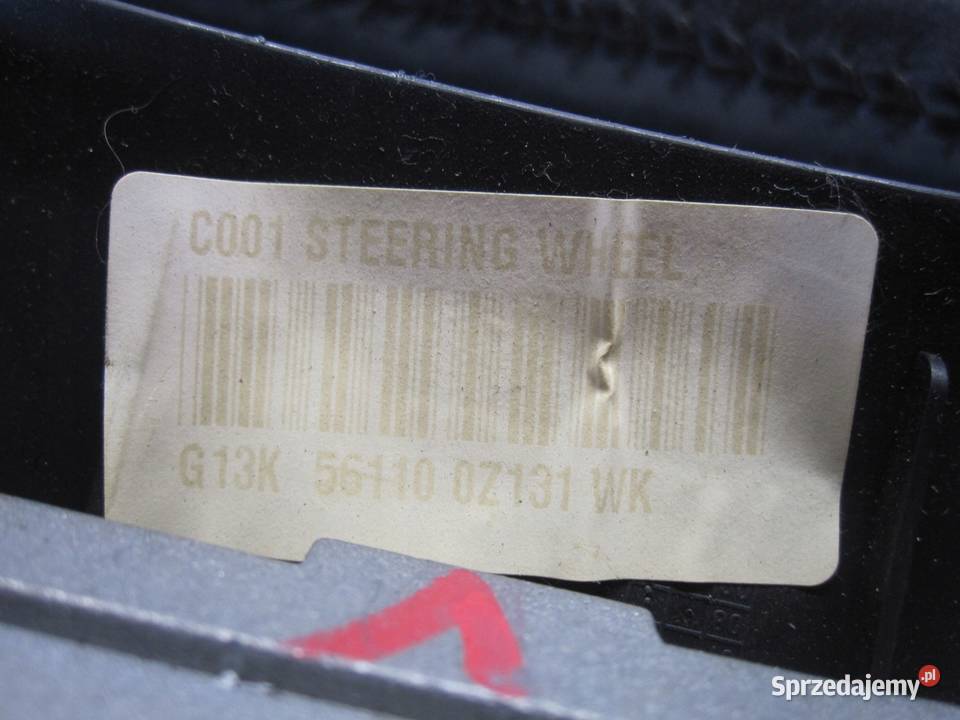 C001 STEERING WHEEL
G13K 56110 0Z131 WK
Sprzedajemy.pl